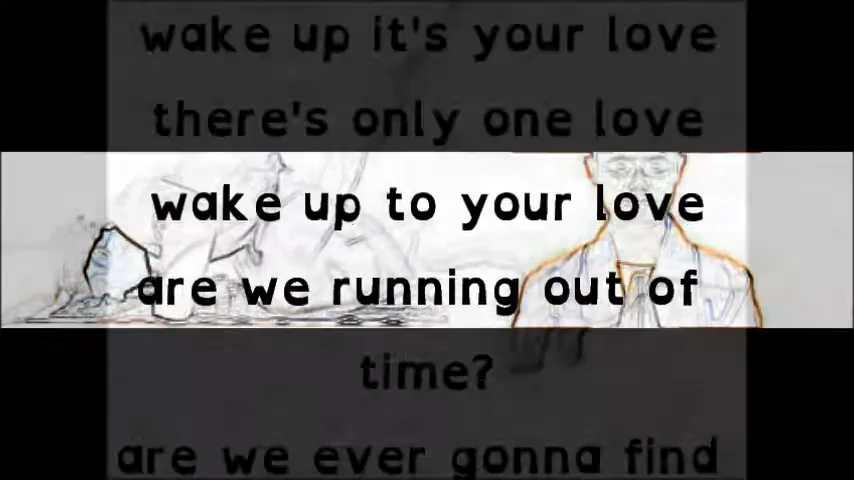 wake up it's your love
there's only one love
wake up to your love
are we running out of
time?
are we ever gonna find